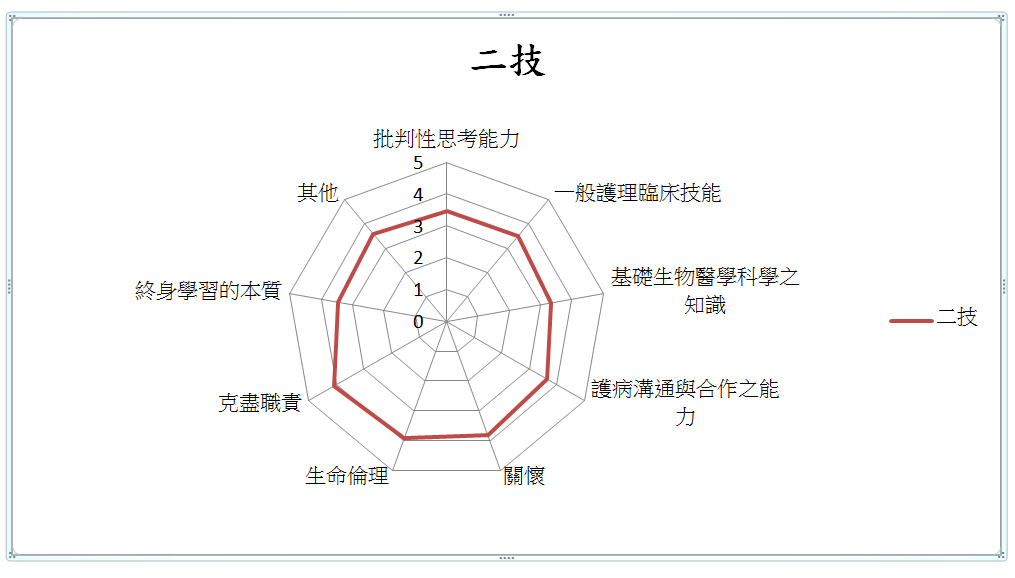 二技
批判性思考能力
5
其他
4
一般護理臨床技能
3
2
基礎生物醫學科學之
知識
終身學習的本質
1
0
二技
護病溝通與合作之能
力
克盡職責
生命倫理
關懷